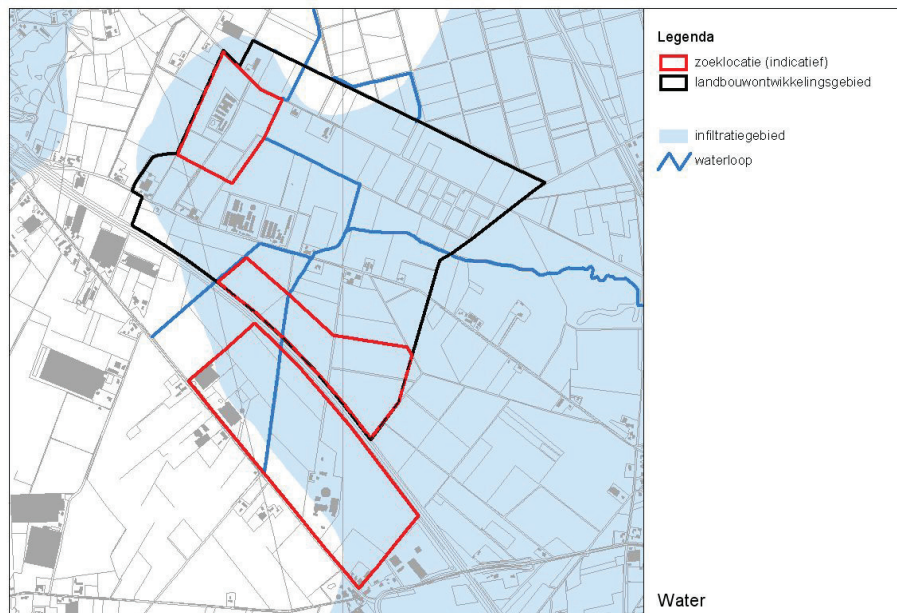 Legenda
zoeklocatie (indicatief)
landbouwontwikkelingsgebied
infiltratiegebied
waterloop
Water